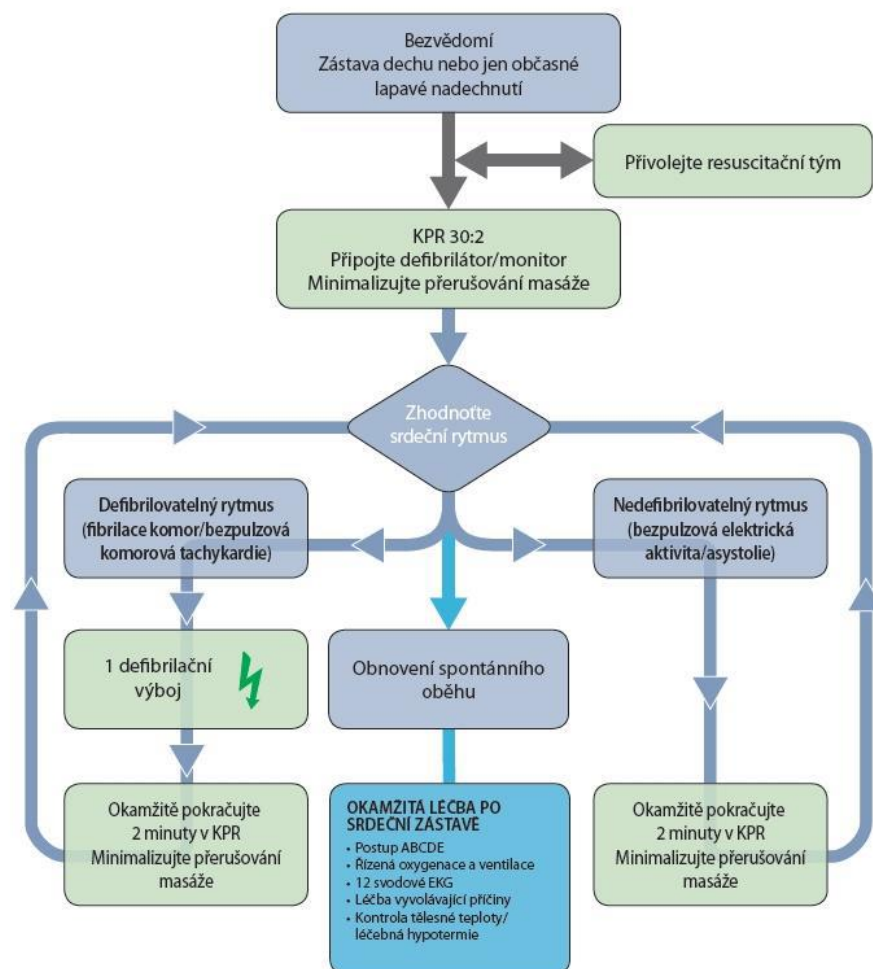 Bezvědomí
Zástava dechu nebo jen občasné
lapavé nadechnutí
Přivolejte resuscitační tým
KPR 30:2
Připojte defibrilátor/monitor
Minimalizujte přerušování masáže
Zhodnoťte
srdeční rytmus
Defibrilovatelný rytmus
(fibrilace komor/bezpulzová
komorová tachykardie)
Nedefibrilovatelný rytmus
(bezpulzová elektrická
aktivita/asystolie)
1 defibrilační
výboj
Obnovení spontánního
oběhu
Okamžitě pokračujte
2 minuty v KPR
Minimalizujte přerušování
masáže
OKAMŽITÁ LÉČBA PO
SRDEČNÍ ZÁSTAVĚ
• Postup ABCDE
• Řízená oxygenace a ventilace
• 12 svodové EKG
• Léčba vyvolávající příčiny
• Kontrola tělesné teploty/
léčebná hypotermie
Okamžitě pokračujte
2 minuty v KPR
Minimalizujte přerušování
masáže